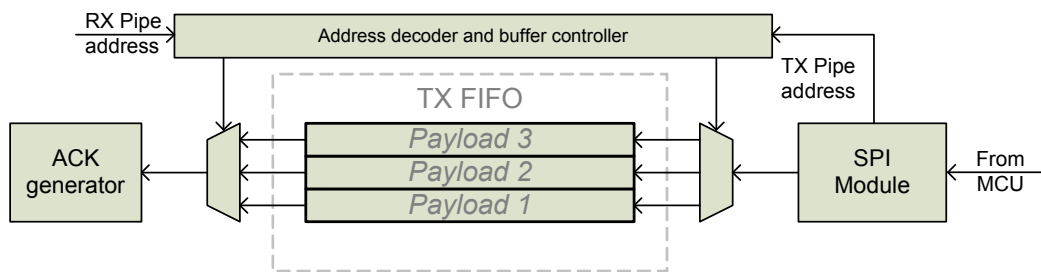 RX Pipe
address
Address decoder and buffer controller
TX Pipe
address
TX FIFO
ACK
generator
Payload 3
Payload 2
Payload 1
SPI
Module
From
MCU